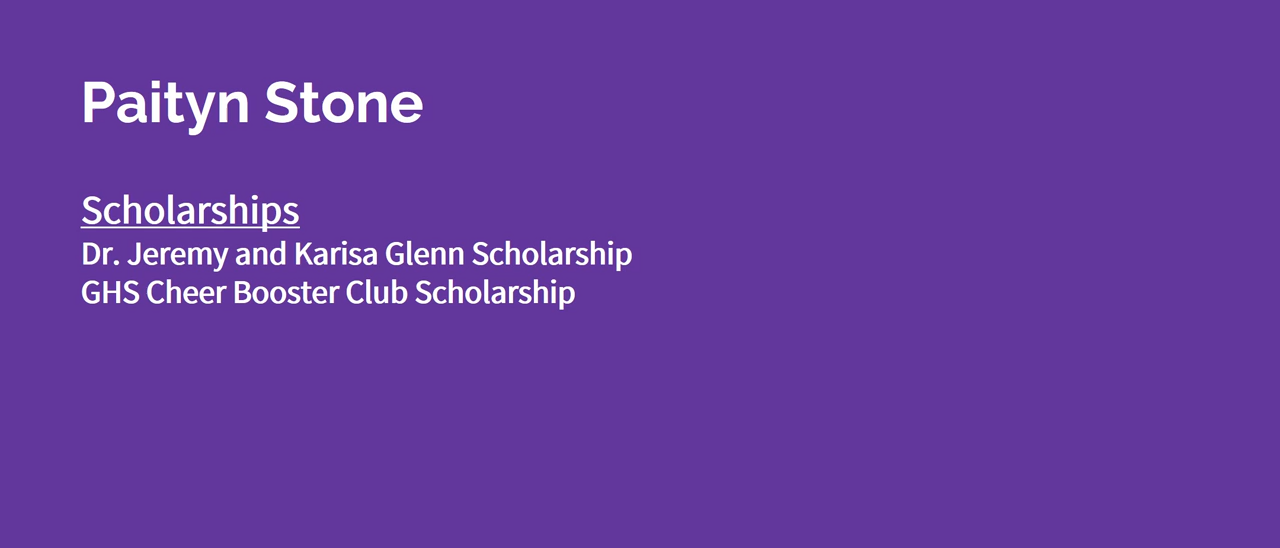 Paityn Stone
Scholarships
Dr. Jeremy and Karisa Glenn Scholarship
GHS Cheer Booster Club Scholarship